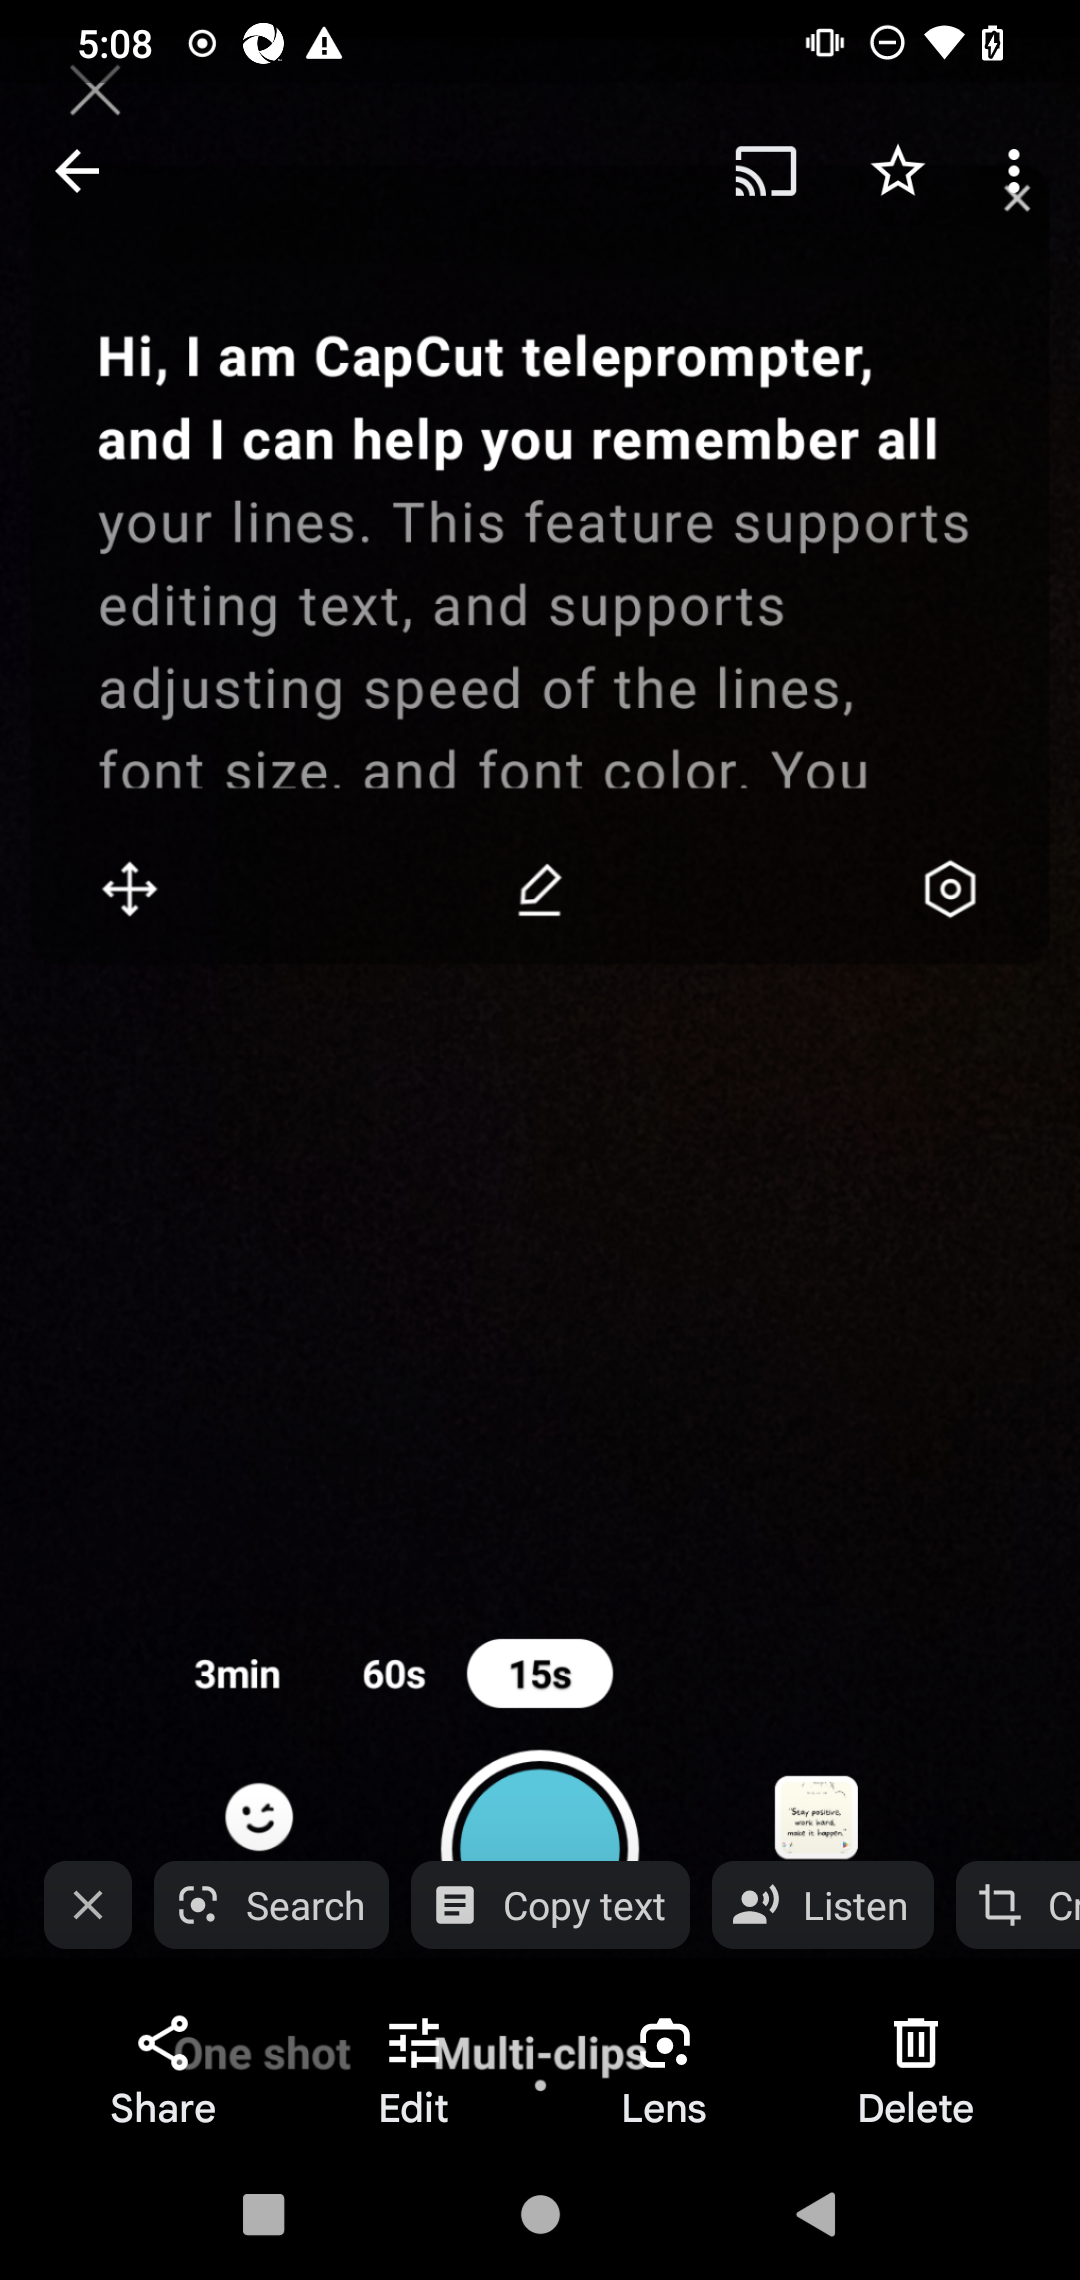 5:08
Hi, I am CapCut teleprompter,
and I can help you remember all
your lines. This feature supports
editing text, and supports
adjusting speed of the lines,
font size, and font color. You
3min 60s 15s
"Stay positive,
work hard,
make it happen."
Search Copy text Listen Cr
One shot Multi-clips
Share Edit Lens Delete